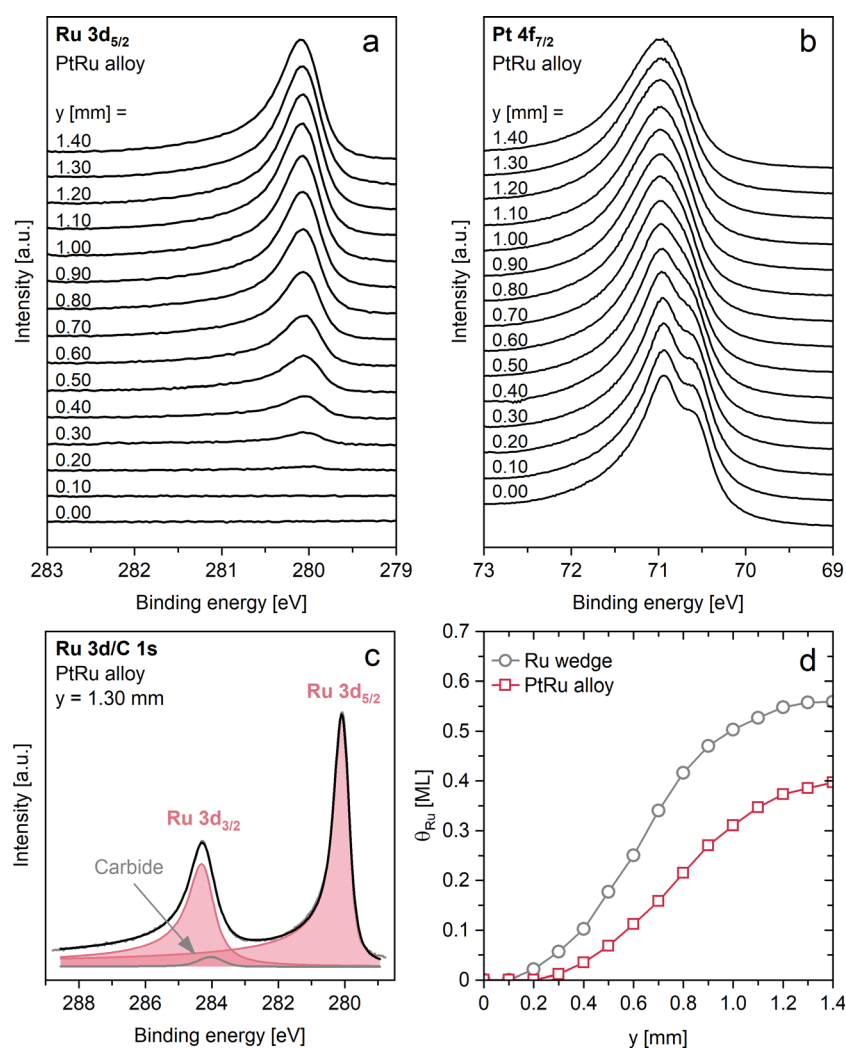 Ru 3d5/2
PtRu alloy
a
y [mm] =
1.40
1.30
1.20
1.10
1.00
0.90
0.80
0.70
0.60
0.50
0.40
0.30
0.20
0.10
0.00
Intensity [a.u.]
283 282 281 280 279
Binding energy [eV]
Pt 4f7/2
PtRu alloy
b
y [mm] =
1.40
1.30
1.20
1.10
1.00
0.90
0.80
0.70
0.60
0.50
0.40
0.30
0.20
0.10
0.00
Intensity [a.u.]
73 72 71 70 69
Binding energy [eV]
Ru 3d/C 1s
PtRu alloy
y = 1.30 mm
c
Ru 3d5/2
Ru 3d3/2
Carbide
Intensity [a.u.]
288 286 284 282 280
Binding energy [eV]
d
Ru wedge
PtRu alloy
0.7
0.6
0.5
0.4
0.3
0.2
0.1
0
θRu [ML]
0 0.2 0.4 0.6 0.8 1.0 1.2 1.4
y [mm]